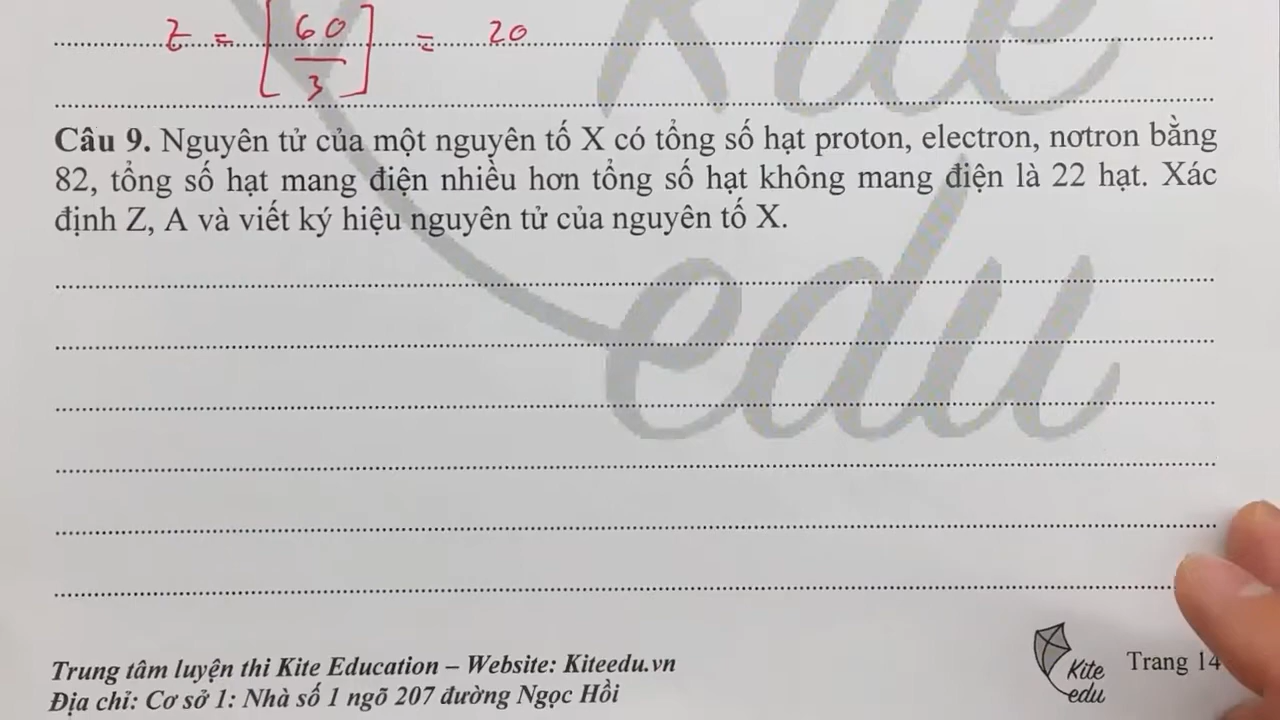 Z = [60/3] = 20
Kite
Câu 9. Nguyên tử của một nguyên tố X có tổng số hạt proton, electron, nơtron bằng
82, tổng số hạt mang điện nhiều hơn tổng số hạt không mang điện là 22 hạt. Xác
định Z, A và viết ký hiệu nguyên tử của nguyên tố X.
edu
Trung tâm luyện thi Kite Education – Website: Kiteedu.vn
Địa chỉ: Cơ sở 1: Nhà số 1 ngõ 207 đường Ngọc Hồi
Kite
edu
Trang 14